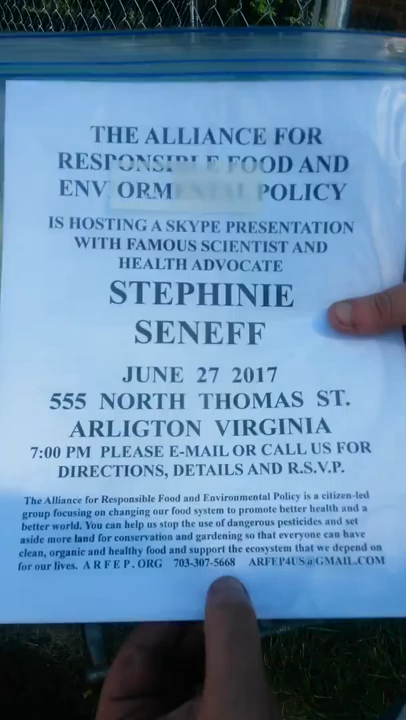 THE ALLIANCE FOR
RESPONSIBLE FOOD AND
ENV ORM POLICY
IS HOSTING A SKYPE PRESENTATION
WITH FAMOUS SCIENTIST AND
HEALTH ADVOCATE
STEPHINIE
SENEFF
JUNE 27 2017
555 NORTH THOMAS ST.
ARLIGTON VIRGINIA
7:00 PM PLEASE E-MAIL OR CALL US FOR
DIRECTIONS, DETAILS AND R.S.V.P.
The Alliance for Responsible Food and Environmental Policy is a citizen-led
group focusing on changing our food system to promote better health and a
better world. You can help us stop the use of dangerous pesticides and set
aside more land for conservation and gardening so that everyone can have
clean, organic and healthy food and support the ecosystem that we depend on
for our lives. A R F E P . ORG 703-307-5668 ARFEP4US@GMAIL.COM